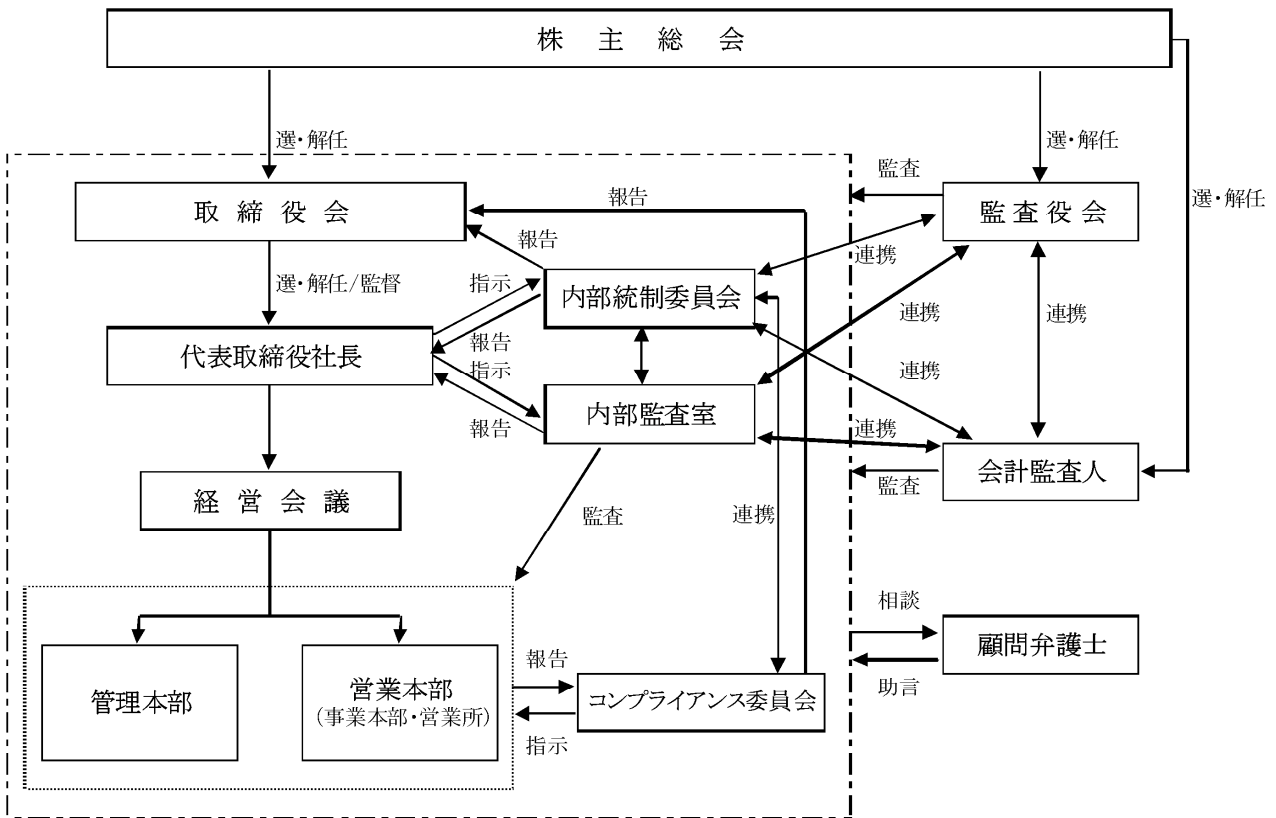 株主総会
選・解任
選・解任
選・解任
取締役会
報告
監査
監査役会
報告
連携
選・解任/監督
指示
内部統制委員会
連携
連携
代表取締役社長
報告
指示
連携
報告
内部監査室
連携
経営会議
監査
連携
監査
会計監査人
相談
顧問弁護士
助言
管理本部
営業本部
(事業本部・営業所)
報告
指示
コンプライアンス委員会